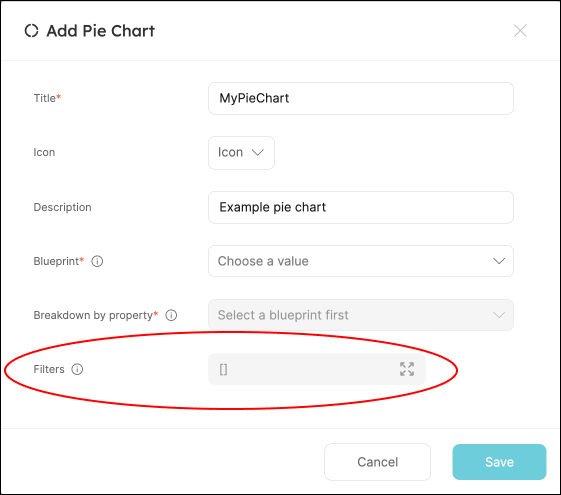 Add Pie Chart
Title*
MyPieChart
Icon
Icon
Description
Example pie chart
Blueprint*
Choose a value
Breakdown by property*
Select a blueprint first
Filters
[]
Cancel
Save